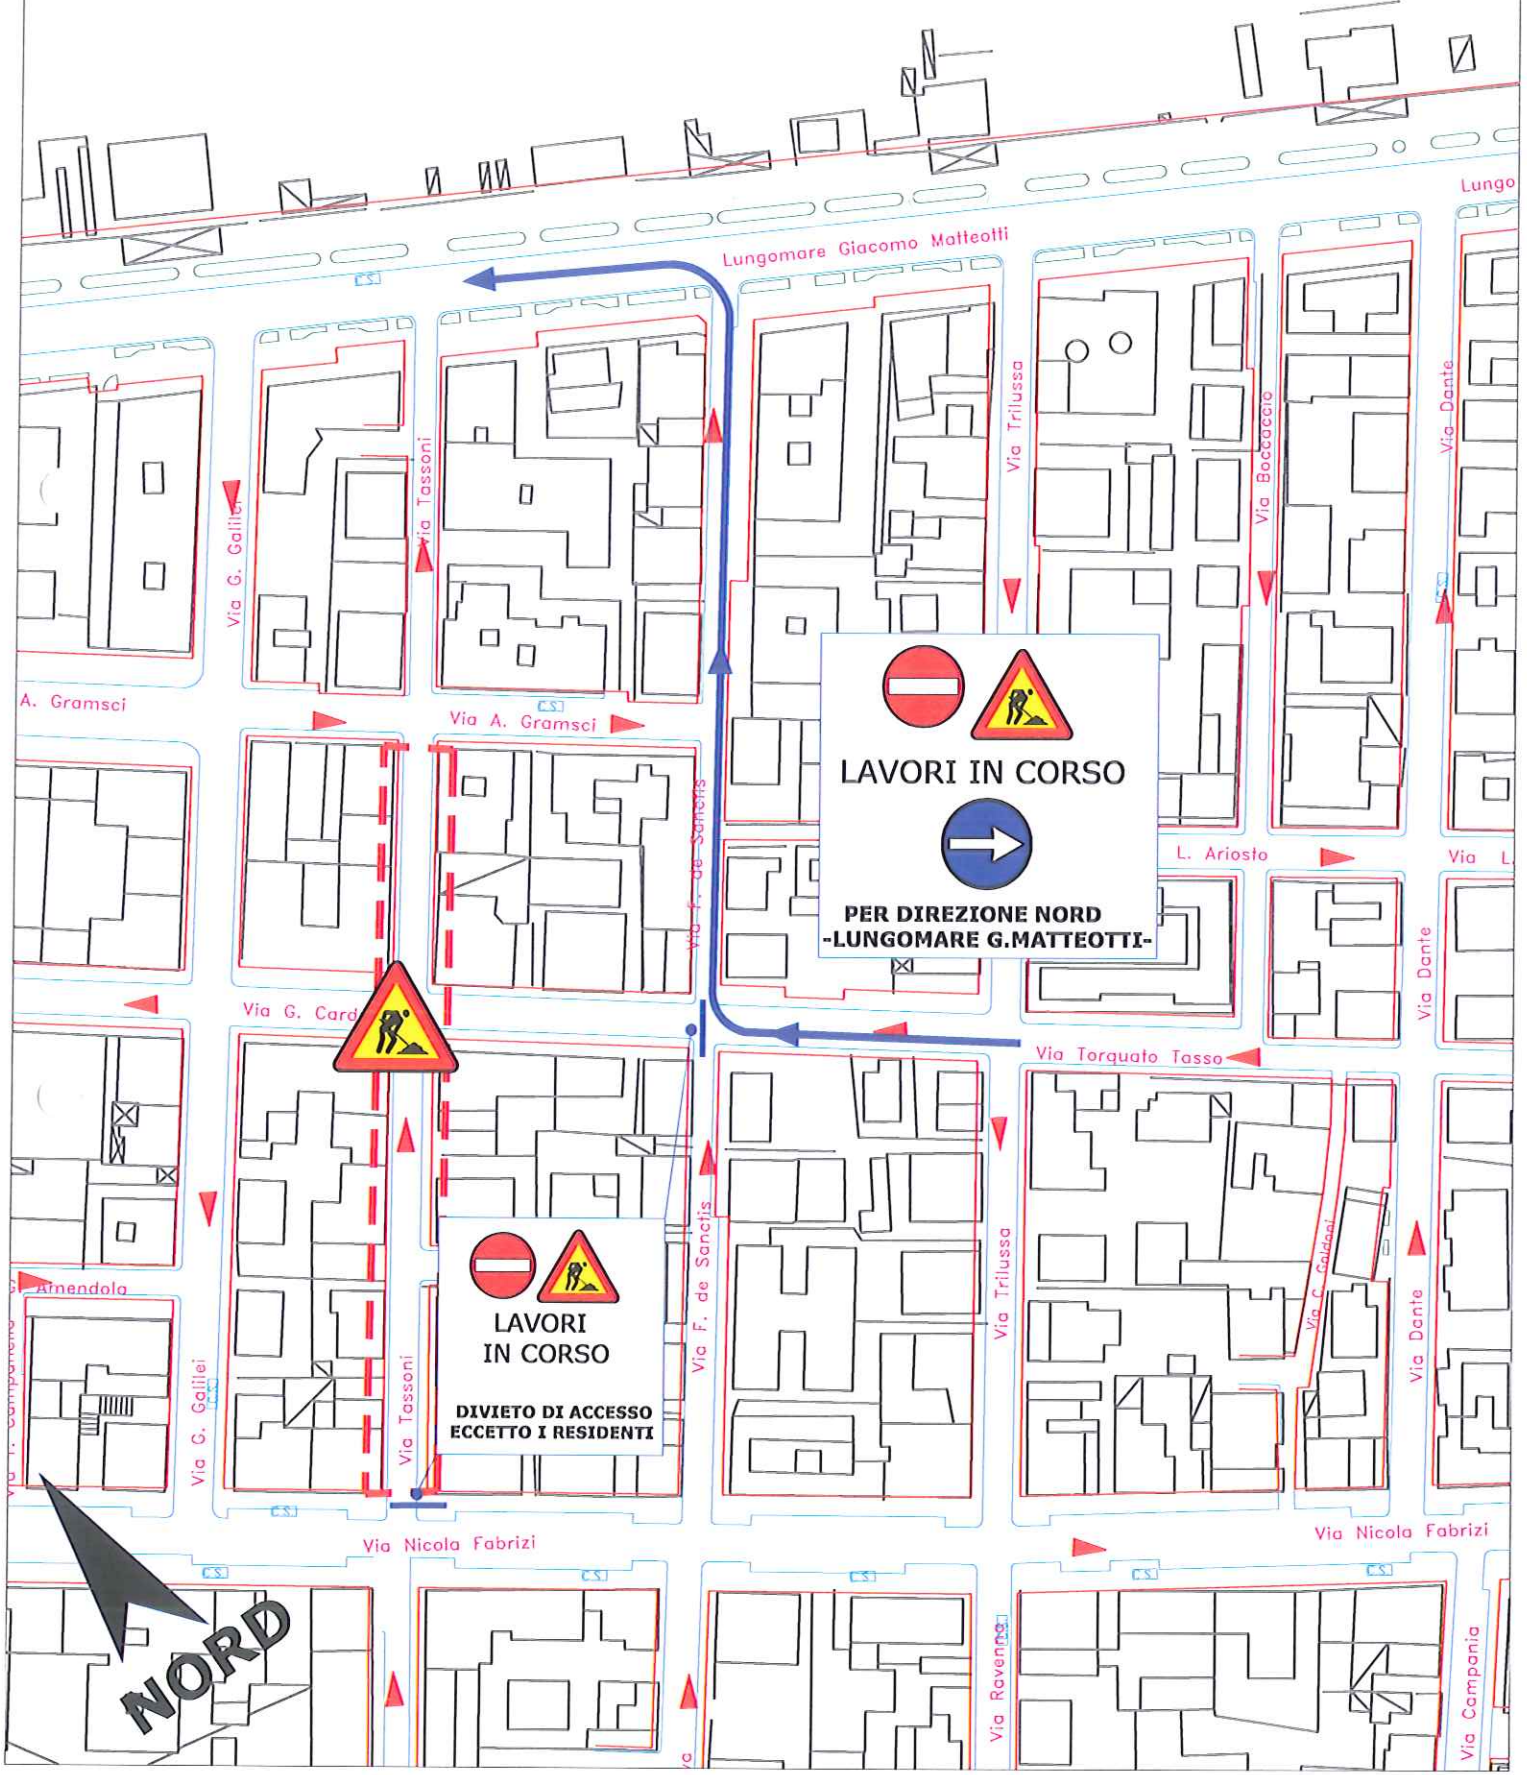 Lungo
Lungomare Giacomo Matteotti
C.S.
Via Trilussa
Via Dante
Via Boccaccio
Via Tassoni
Via G. Galilei
C.S.
A. Gramsci
Via A. Gramsci
C.S.
LAVORI IN CORSO
PER DIREZIONE NORD
-LUNGOMARE G.MATTEOTTI-
Via F. de Sanctis
L. Ariosto
Via L.
Via Dante
Via G. Card
Via Torquato Tasso
Via F. de Sanctis
Via Trilussa
Via C. Goldoni
Via Dante
Amendola
LAVORI
IN CORSO
DIVIETO DI ACCESSO
ECCETTO I RESIDENTI
Via Tassoni
Via G. Galilei
C.S.
C.S.
Via Nicola Fabrizi
Via Nicola Fabrizi
C.S.
C.S.
C.S.
C.S.
C.S.
NORD
Via Ravenna
C.S.
Via Campania